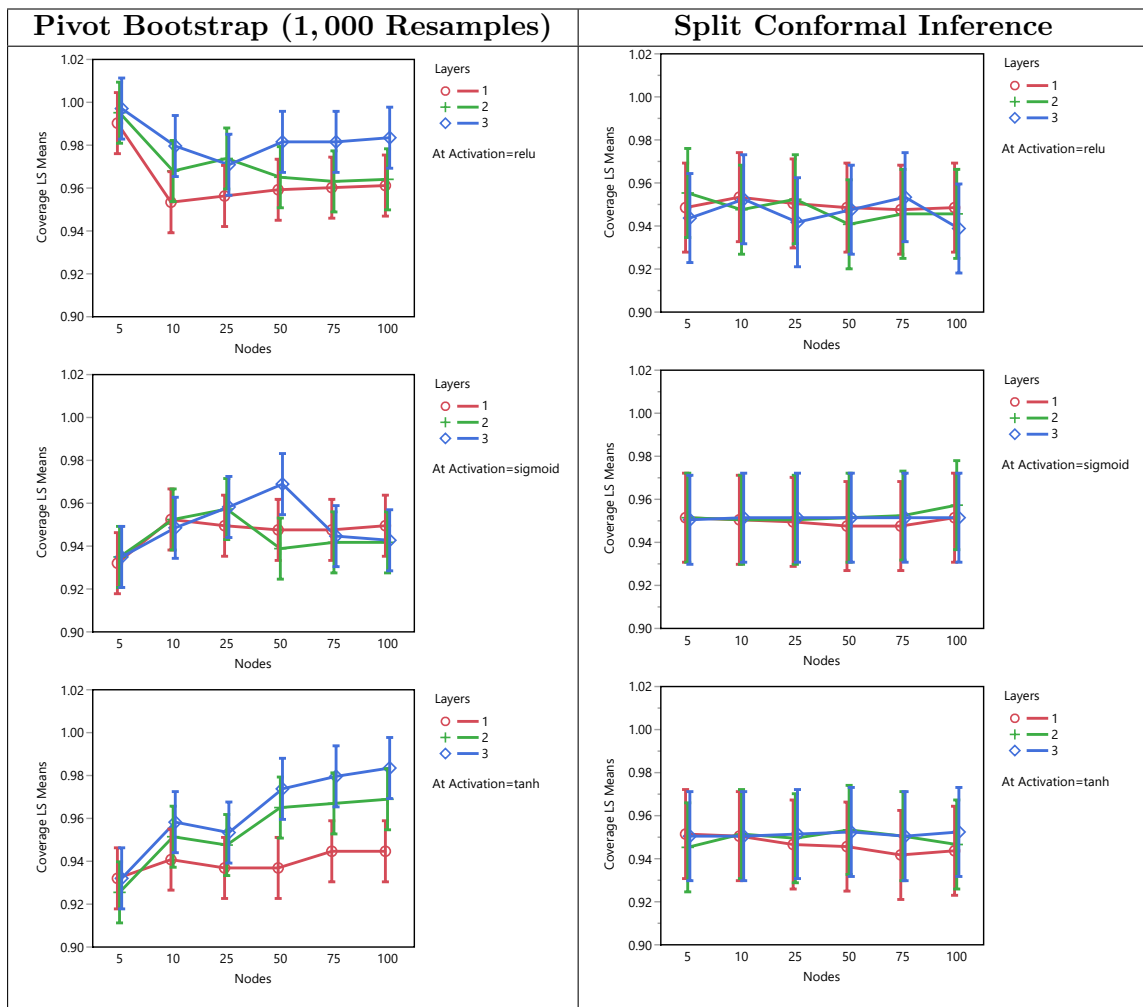 Pivot Bootstrap (1,000 Resamples)
Split Conformal Inference
1.02
1.00
0.98
0.96
0.94
0.92
0.90
Coverage LS Means
5 10 25 50 75 100
Nodes
Layers
1
2
3
At Activation=relu
1.02
1.00
0.98
0.96
0.94
0.92
0.90
Coverage LS Means
5 10 25 50 75 100
Nodes
Layers
1
2
3
At Activation=relu
1.02
1.00
0.98
0.96
0.94
0.92
0.90
Coverage LS Means
5 10 25 50 75 100
Nodes
Layers
1
2
3
At Activation=sigmoid
1.02
1.00
0.98
0.96
0.94
0.92
0.90
Coverage LS Means
5 10 25 50 75 100
Nodes
Layers
1
2
3
At Activation=sigmoid
1.02
1.00
0.98
0.96
0.94
0.92
0.90
Coverage LS Means
5 10 25 50 75 100
Nodes
Layers
1
2
3
At Activation=tanh
1.02
1.00
0.98
0.96
0.94
0.92
0.90
Coverage LS Means
5 10 25 50 75 100
Nodes
Layers
1
2
3
At Activation=tanh